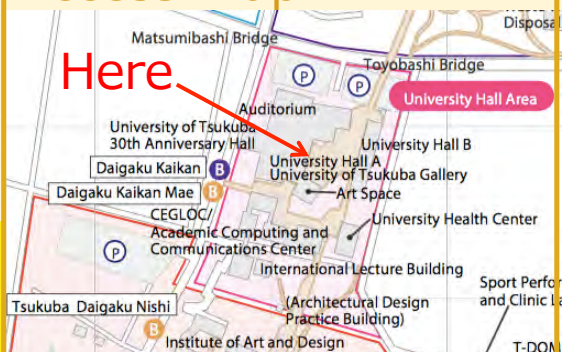 Disposal
Matsumibashi Bridge
Here
P
P
Toyobashi Bridge
University Hall Area
Auditorium
University of Tsukuba
30th Anniversary Hall
University Hall B
Daigaku Kaikan
B
University Hall A
University of Tsukuba Gallery
Daigaku Kaikan Mae
B
Art Space
CEGLOC/
Academic Computing and
Communications Center
University Health Center
P
International Lecture Building
Sport Perfo
and Clinic La
Tsukuba Daigaku Nishi
(Architectural Design
Practice Building)
B
Institute of Art and Design
T-DOM